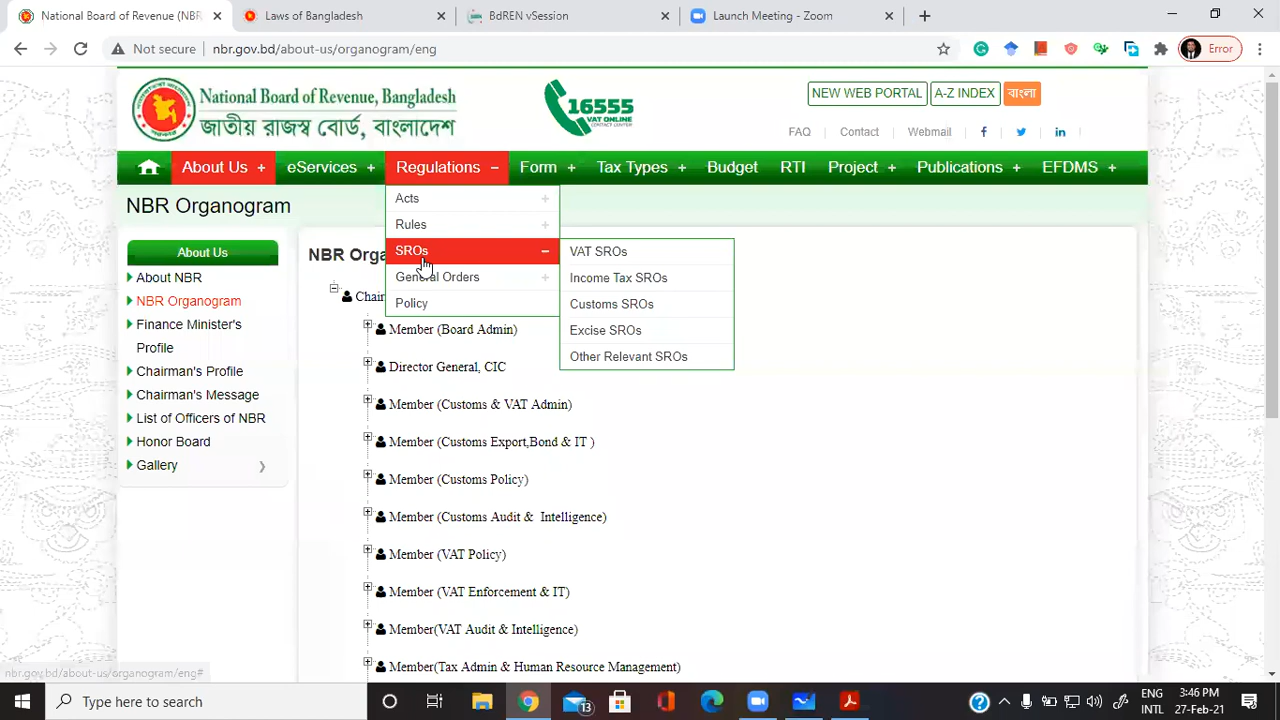 National Board of Revenue (NBR
Laws of Bangladesh
BdREN vSession
Launch Meeting - Zoom
Not secure
nbr.gov.bd/about-us/organogram/eng
Error
National Board of Revenue, Bangladesh
জাতীয় রাজস্ব বোর্ড, বাংলাদেশ
16555
VAT ONLINE
CONTACT CENTER
NEW WEB PORTAL
A-Z INDEX
বাংলা
FAQ
Contact
Webmail
About Us +
eServices +
Regulations −
Form +
Tax Types +
Budget
RTI
Project +
Publications +
EFDMS +
NBR Organogram
Acts +
Rules +
SROs −
General Orders +
Policy
VAT SROs
Income Tax SROs
Customs SROs
Excise SROs
Other Relevant SROs
About Us
About NBR
NBR Organogram
Finance Minister's
Profile
Chairman's Profile
Chairman's Message
List of Officers of NBR
Honor Board
Gallery
Member (Board Admin)
Director General, CIC
Member (Customs & VAT Admin)
Member (Customs Export,Bond & IT )
Member (Customs Policy)
Member (Customs Audit & Intelligence)
Member (VAT Policy)
Member (VAT Enforcement & IT)
Member(VAT Audit & Intelligence)
Member(Tax Admin & Human Resource Management)
nbr.gov.bd/about-us/organogram/eng#
Type here to search
13
ENG
INTL
3:46 PM
27-Feb-21